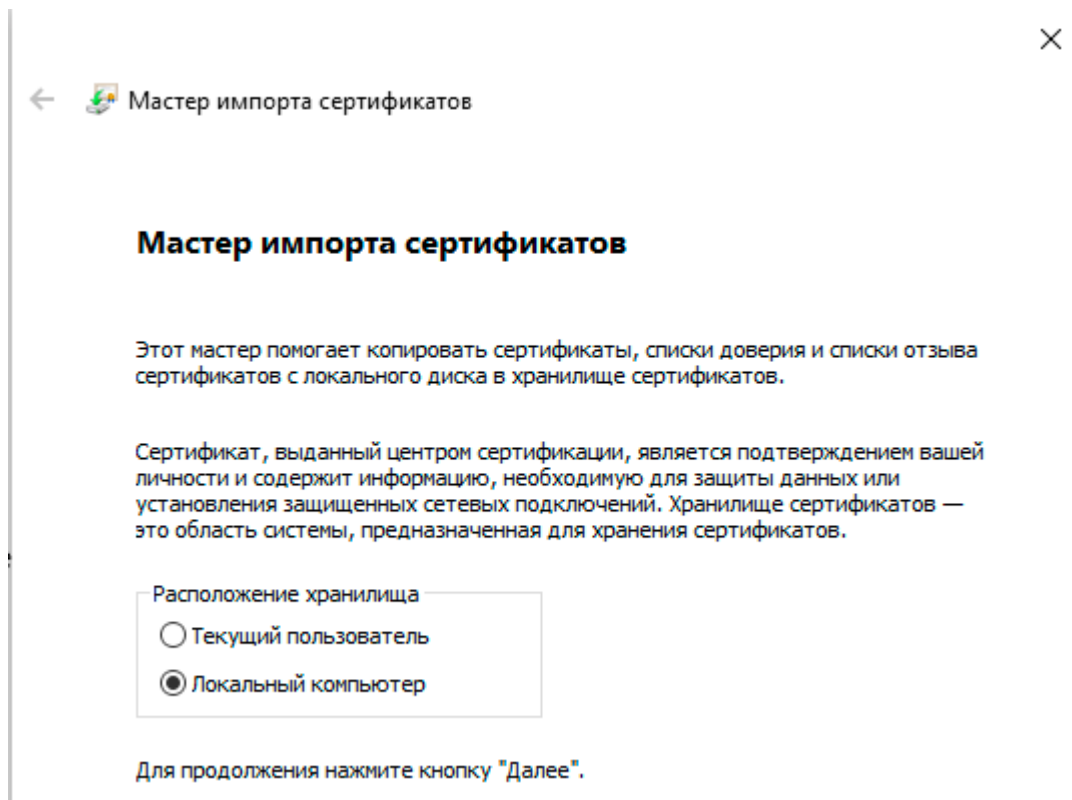 Мастер импорта сертификатов
Мастер импорта сертификатов
Этот мастер помогает копировать сертификаты, списки доверия и списки отзыва
сертификатов с локального диска в хранилище сертификатов.
Сертификат, выданный центром сертификации, является подтверждением вашей
личности и содержит информацию, необходимую для защиты данных или
установления защищенных сетевых подключений. Хранилище сертификатов —
это область системы, предназначенная для хранения сертификатов.
Расположение хранилища
Текущий пользователь
Локальный компьютер
Для продолжения нажмите кнопку "Далее".